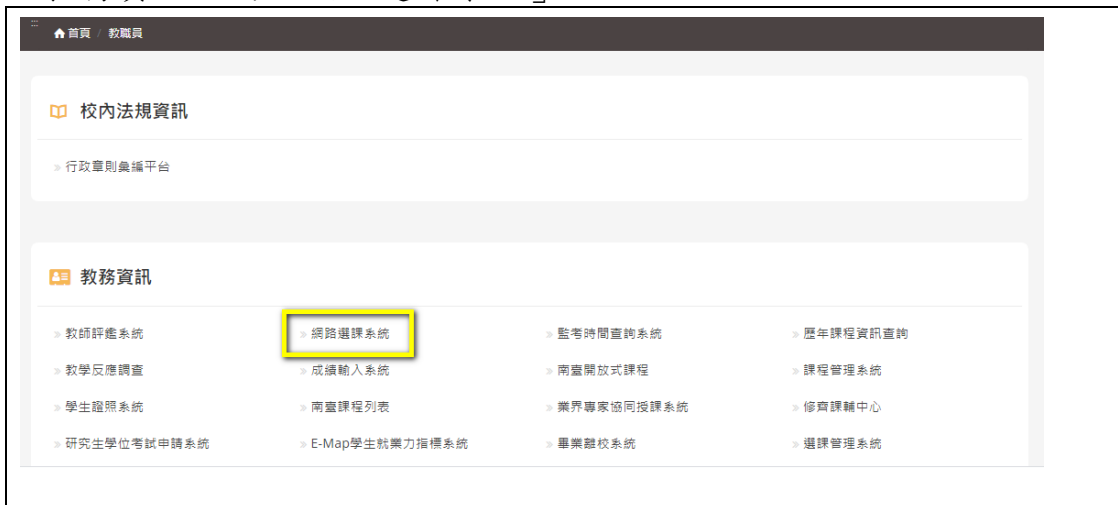 首頁 / 教職員
校內法規資訊
» 行政章則彙編平台
教務資訊
» 教師評鑑系統 » 網路選課系統 » 監考時間查詢系統 » 歷年課程資訊查詢
» 教學反應調查 » 成績輸入系統 » 南臺開放式課程 » 課程管理系統
» 學生證照系統 » 南臺課程列表 » 業界專家協同授課系統 » 修齊課輔中心
» 研究生學位考試申請系統 » E-Map學生就業力指標系統 » 畢業離校系統 » 選課管理系統